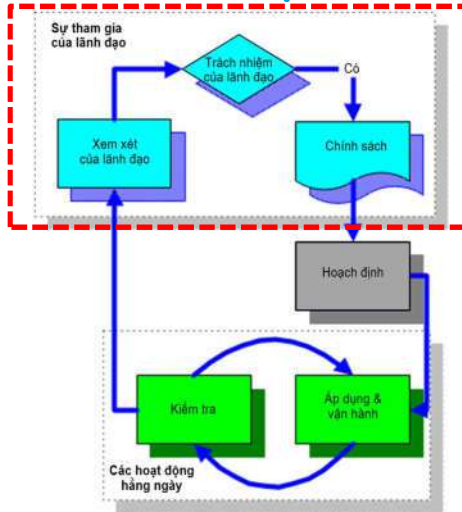 Sự tham gia
của lãnh đạo
Trách nhiệm
của lãnh đạo
Có
Xem xét
của lãnh đạo
Chính sách
Hoạch định
Kiểm tra
Áp dụng &
vận hành
Các hoạt động
hằng ngày